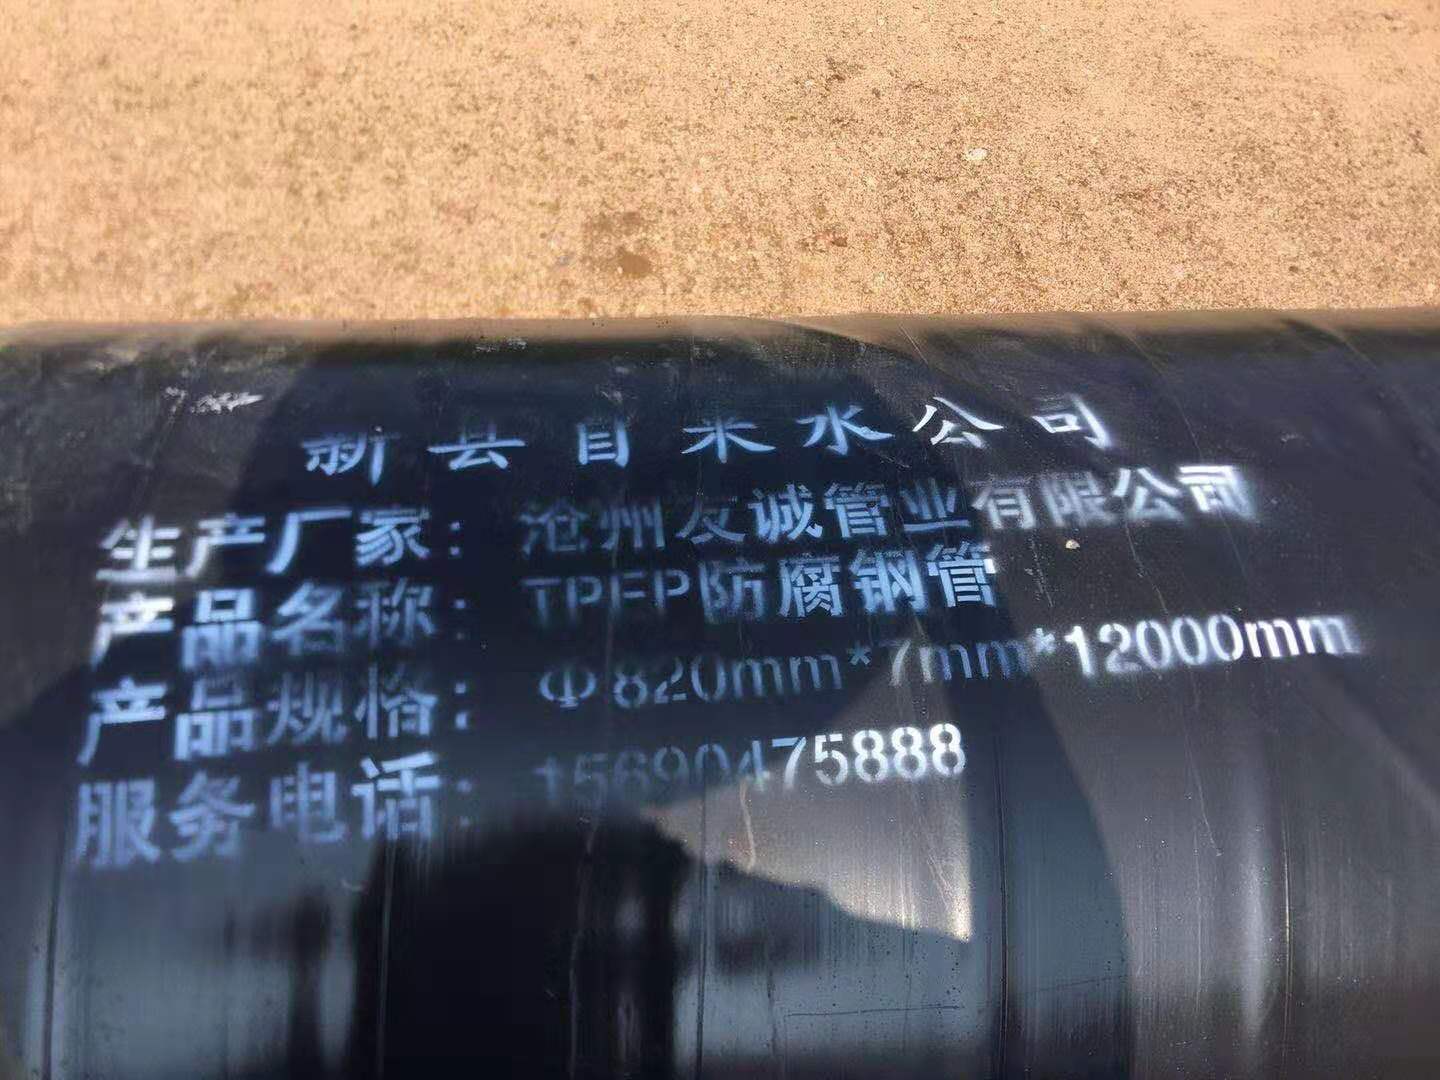 新县自来水公司
生产厂家：沧州友诚管业有限公司
产品名称：TPEP防腐钢管
产品规格：Φ820mm*7mm*12000mm
服务电话：15690475888